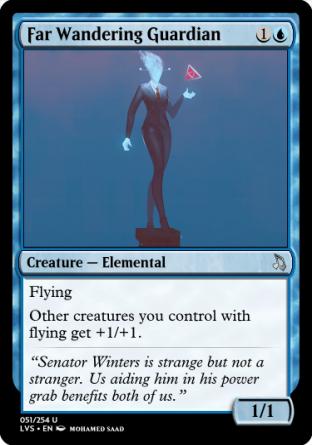 Far Wandering Guardian
1
Creature — Elemental
Flying
Other creatures you control with
flying get +1/+1.
"Senator Winters is strange but not a
stranger. Us aiding him in his power
grab benefits both of us."
051/254 U
LVS • EN MOHAMED SAAD
1/1